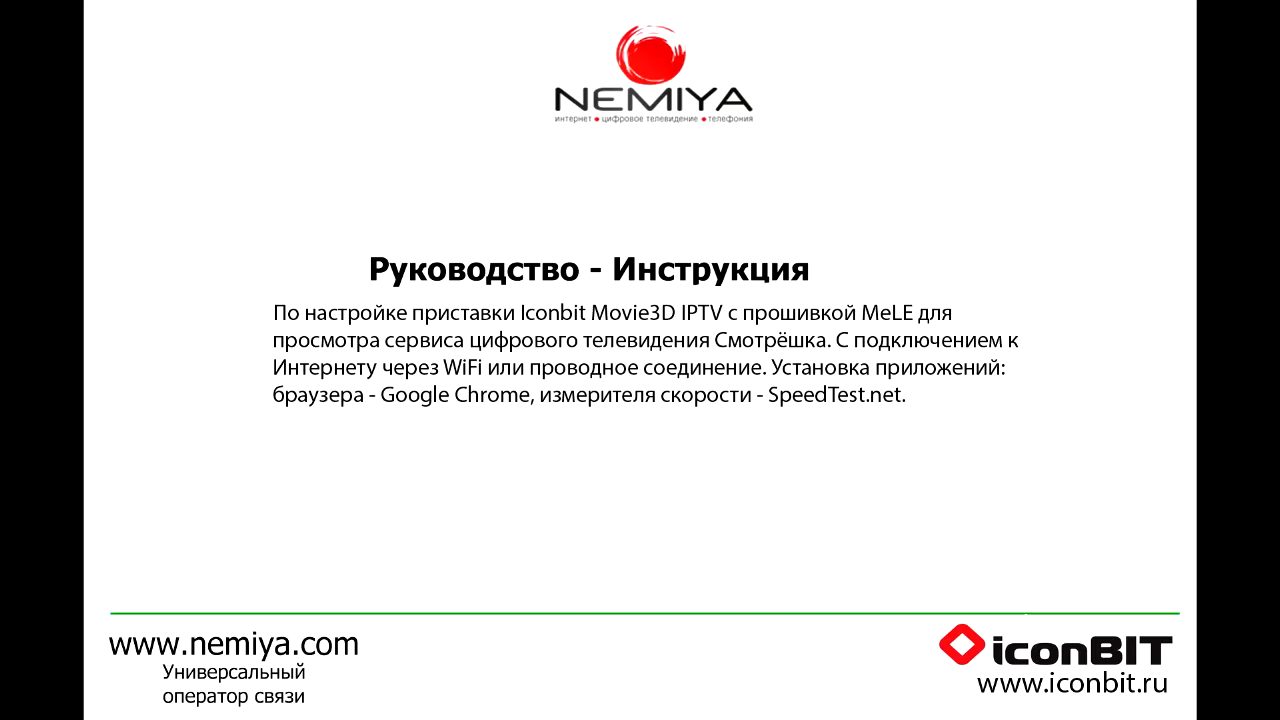 NEMIYA
интернет • цифровое телевидение • телефония
Руководство - Инструкция
По настройке приставки Iconbit Movie3D IPTV с прошивкой MeLE для
просмотра сервиса цифрового телевидения Смотрёшка. С подключением к
Интернету через WiFi или проводное соединение. Установка приложений:
браузера - Google Chrome, измерителя скорости - SpeedTest.net.
www.nemiya.com
Универсальный
оператор связи
iconBIT
www.iconbit.ru